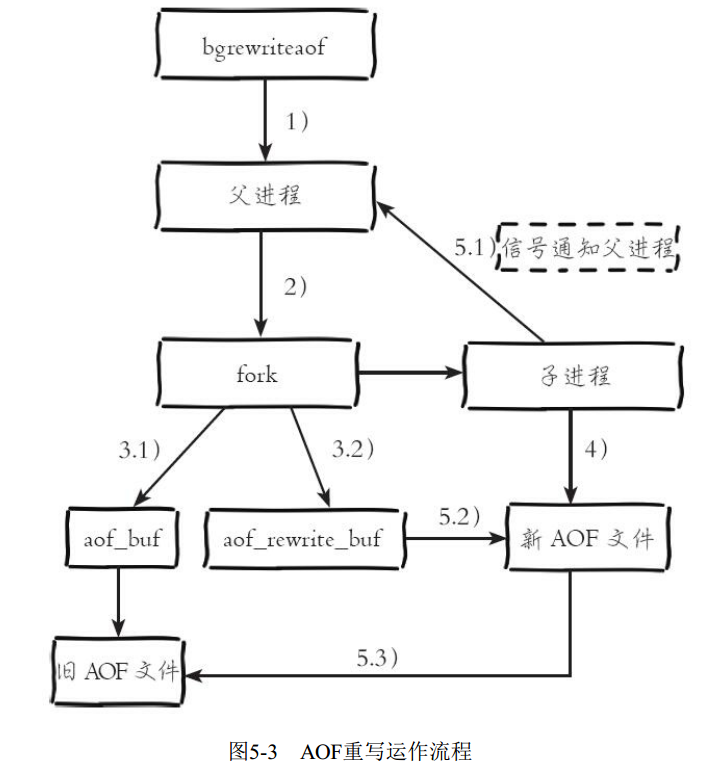 bgrewriteaof
1)
父进程
5.1)信号通知父进程
2)
fork
子进程
3.1)
3.2)
4)
aof_buf
aof_rewrite_buf
5.2)
新 AOF 文件
旧 AOF 文件
5.3)
图5-3 AOF重写运作流程